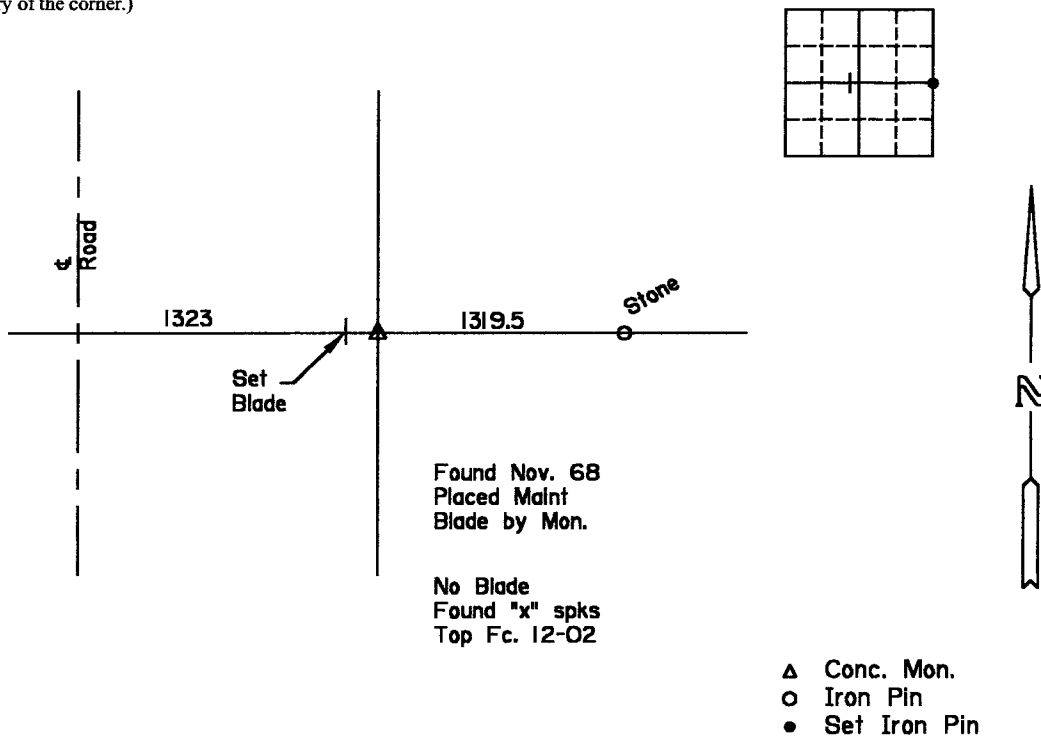 ry of the corner.)
℄ Road
1323
1319.5
Stone
Set
Blade
N
Found Nov. 68
Placed Maint
Blade by Mon.
No Blade
Found "x" spks
Top Fc. 12-02
Conc. Mon.
Iron Pin
Set Iron Pin